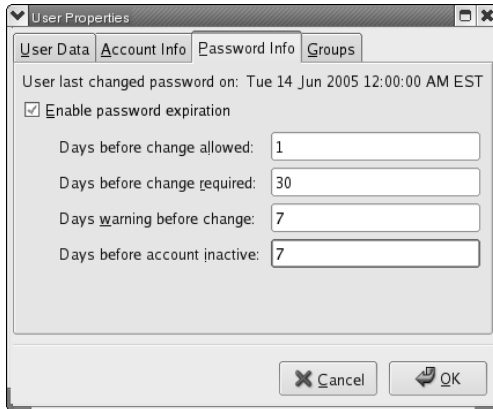 User Properties
User Data Account Info Password Info Groups
User last changed password on: Tue 14 Jun 2005 12:00:00 AM EST
Enable password expiration
Days before change allowed: 1
Days before change required: 30
Days warning before change: 7
Days before account inactive: 7
Cancel OK